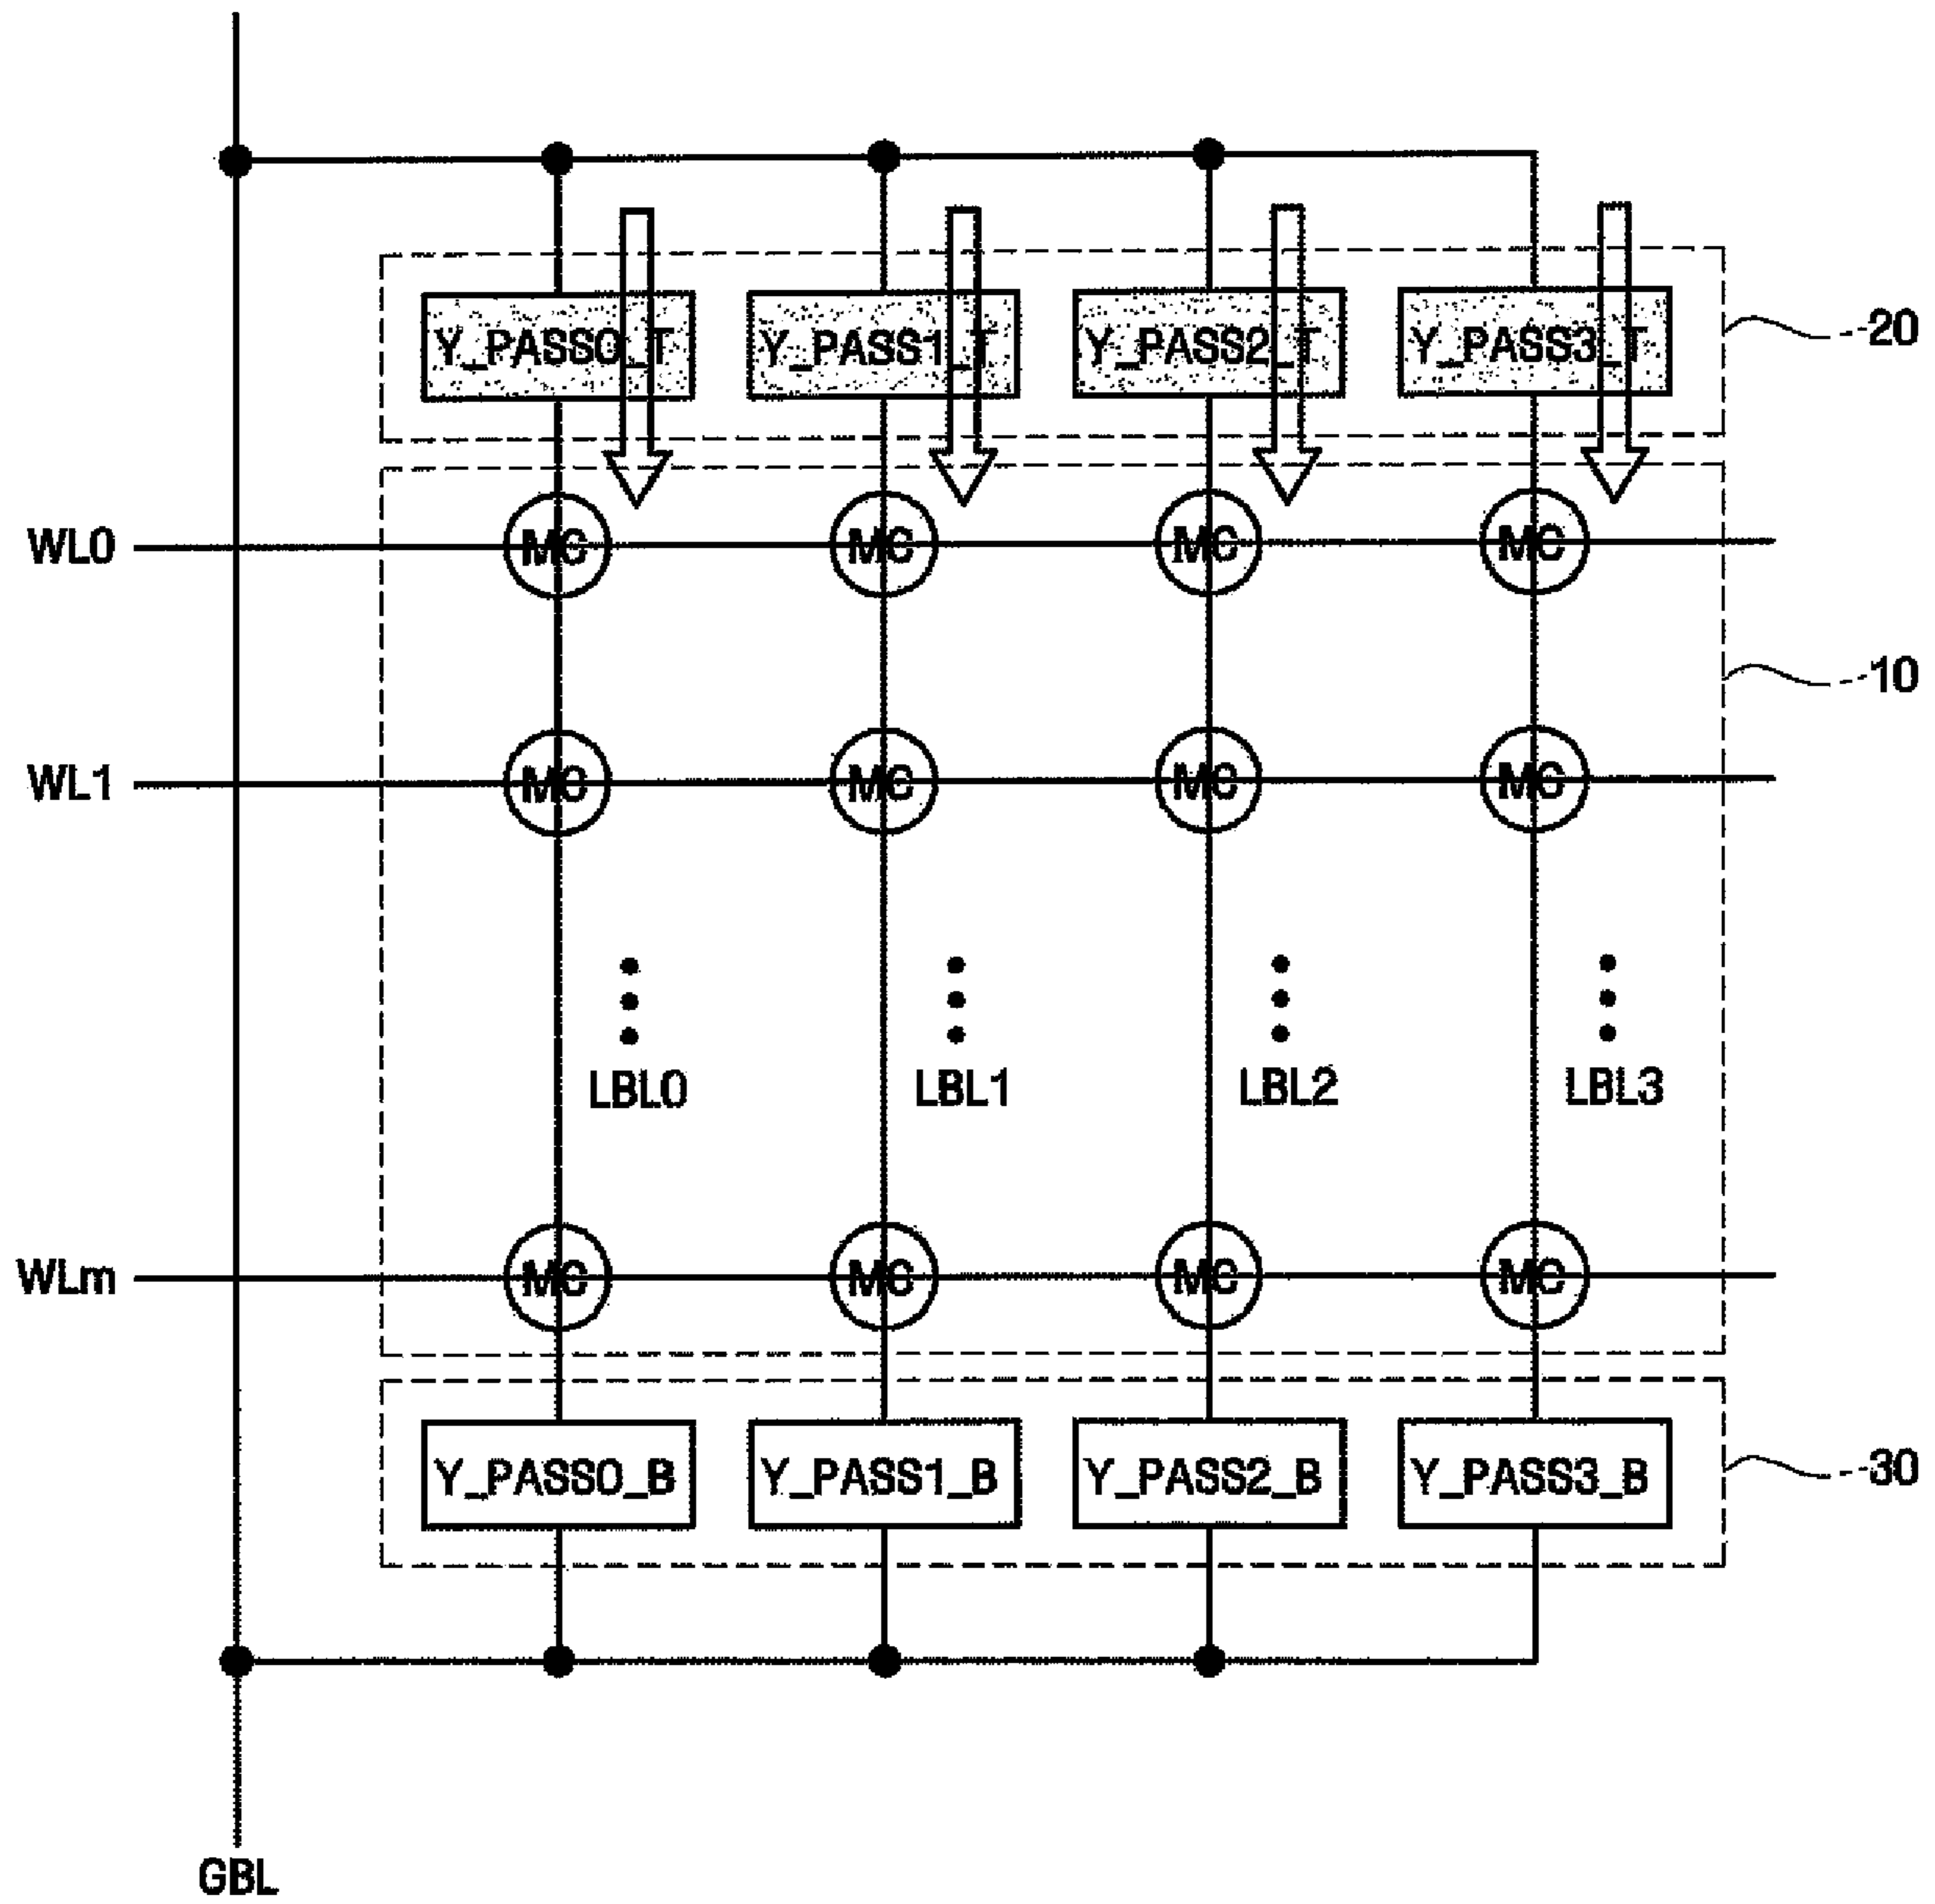 Y_PASS0_T Y_PASS1_T Y_PASS2_T Y_PASS3_T 20
WL0 MC MC MC MC
10
WL1 MC MC MC MC
LBL0 LBL1 LBL2 LBL3
WLm MC MC MC MC
Y_PASS0_B Y_PASS1_B Y_PASS2_B Y_PASS3_B 30
GBL